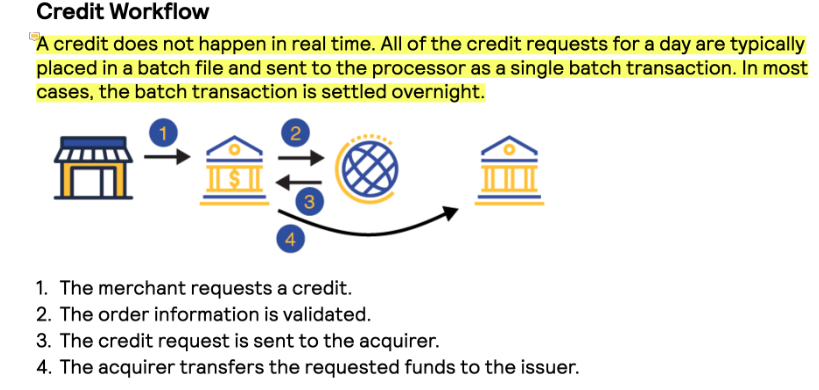 Credit Workflow
A credit does not happen in real time. All of the credit requests for a day are typically
placed in a batch file and sent to the processor as a single batch transaction. In most
cases, the batch transaction is settled overnight.
1
2
$
3
4
1. The merchant requests a credit.
2. The order information is validated.
3. The credit request is sent to the acquirer.
4. The acquirer transfers the requested funds to the issuer.